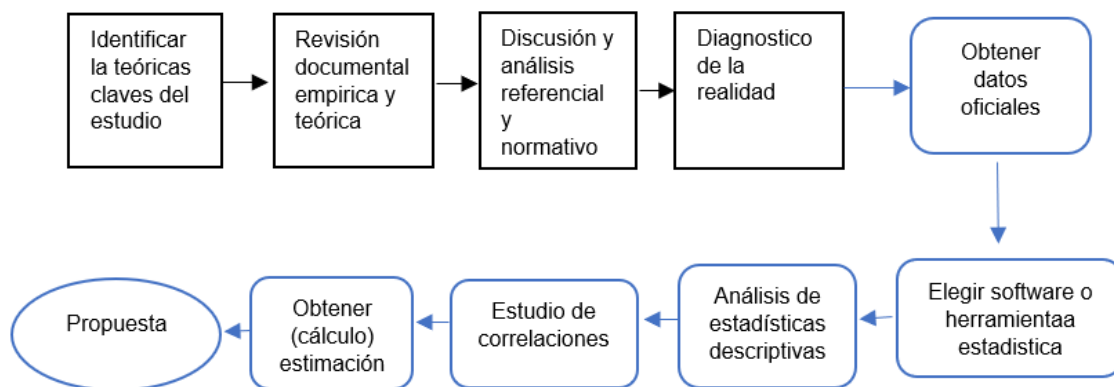 Identificar
la teóricas
claves del
estudio
Revisión
documental
empirica y
teórica
Discusión y
análisis
referencial
y
normativo
Diagnostico
de la
realidad
Obtener
datos
oficiales
Elegir software o
herramientaa
estadistica
Análisis de
estadísticas
descriptivas
Estudio de
correlaciones
Obtener
(cálculo)
estimación
Propuesta